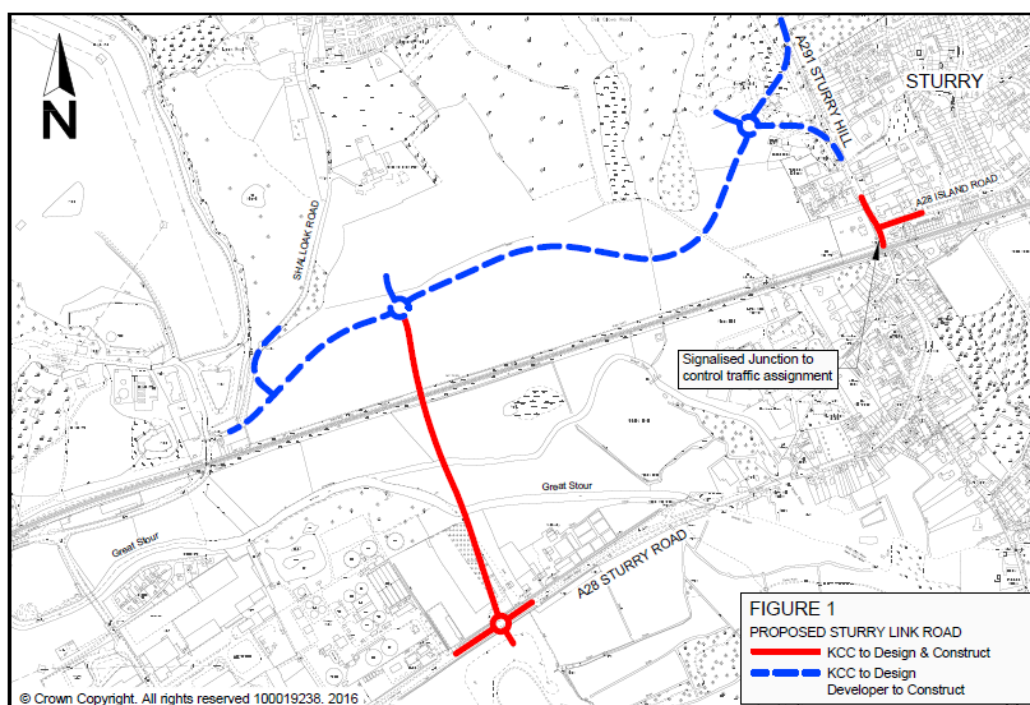 N
A291 STURRY HILL
STURRY
A28 ISLAND ROAD
SHALLOAK ROAD
Signalised Junction to
control traffic assignment
Great Stour
Great Stour
A28 STURRY ROAD
FIGURE 1
PROPOSED STURRY LINK ROAD
KCC to Design & Construct
KCC to Design
Developer to Construct
© Crown Copyright. All rights reserved 100019238. 2016